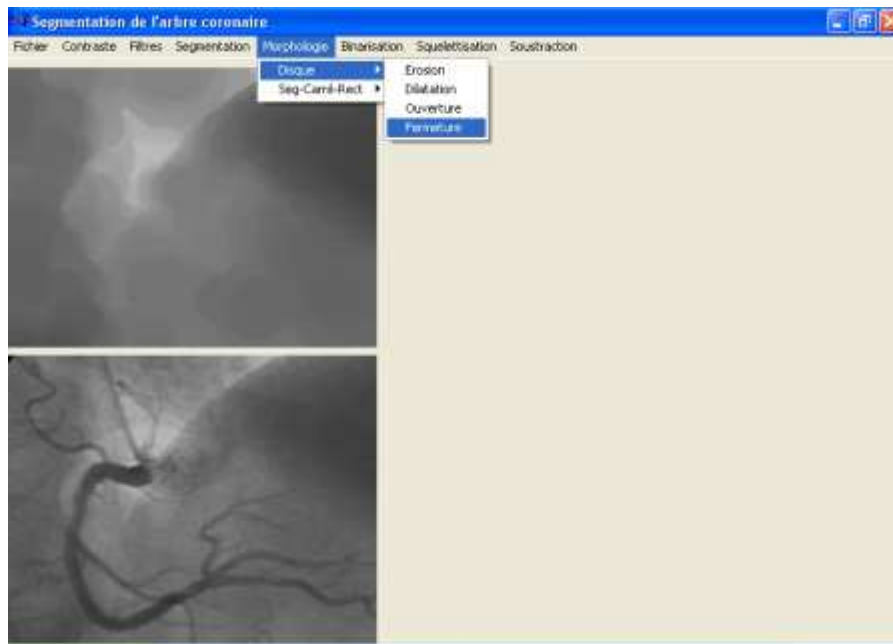 Segmentation de l'arbre coronaire
Fichier Contraste Filtres Segmentation Morphologie Binarisation Squelettisation Soustraction
Disque
Seg-Carré-Rect
Erosion
Dilatation
Ouverture
Fermeture